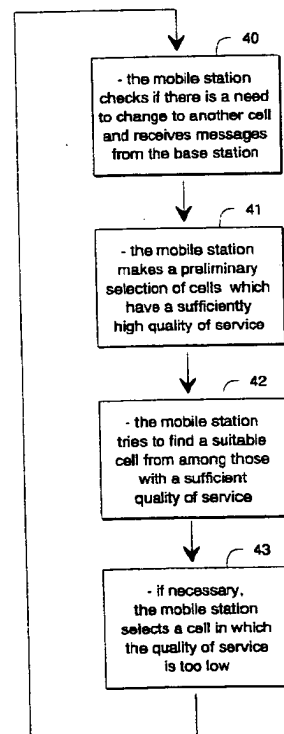 40
- the mobile station
checks if there is a need
to change to another cell
and receives messages
from the base station
41
- the mobile station
makes a preliminary
selection of cells which
have a sufficiently
high quality of service
42
- the mobile station
tries to find a suitable
cell from among those
with a sufficient
quality of service
43
- if necessary,
the mobile station
selects a cell in which
the quality of service
is too low